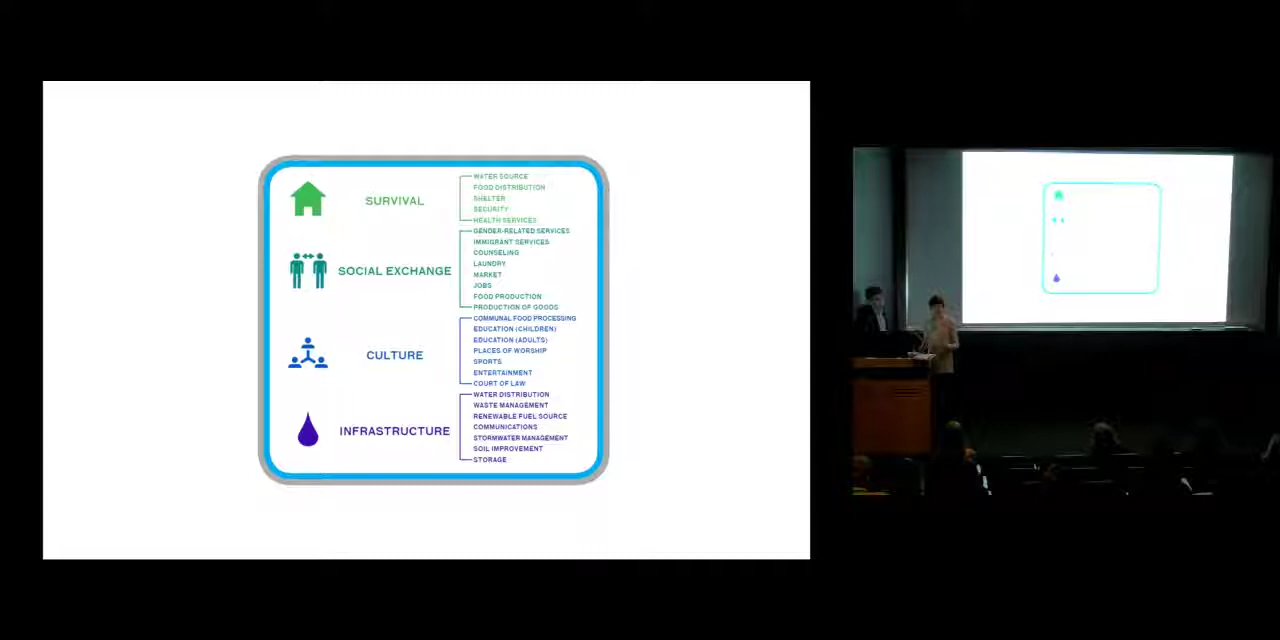 SURVIVAL
WATER SOURCE
FOOD DISTRIBUTION
SHELTER
SECURITY
HEALTH SERVICES
SOCIAL EXCHANGE
GENDER-RELATED SERVICES
IMMIGRANT SERVICES
COUNSELING
LAUNDRY
MARKET
JOBS
FOOD PRODUCTION
PRODUCTION OF GOODS
CULTURE
COMMUNAL FOOD PROCESSING
EDUCATION (CHILDREN)
EDUCATION (ADULTS)
PLACES OF WORSHIP
SPORTS
ENTERTAINMENT
COURT OF LAW
INFRASTRUCTURE
WATER DISTRIBUTION
WASTE MANAGEMENT
RENEWABLE FUEL SOURCE
COMMUNICATIONS
STORMWATER MANAGEMENT
SOIL IMPROVEMENT
STORAGE